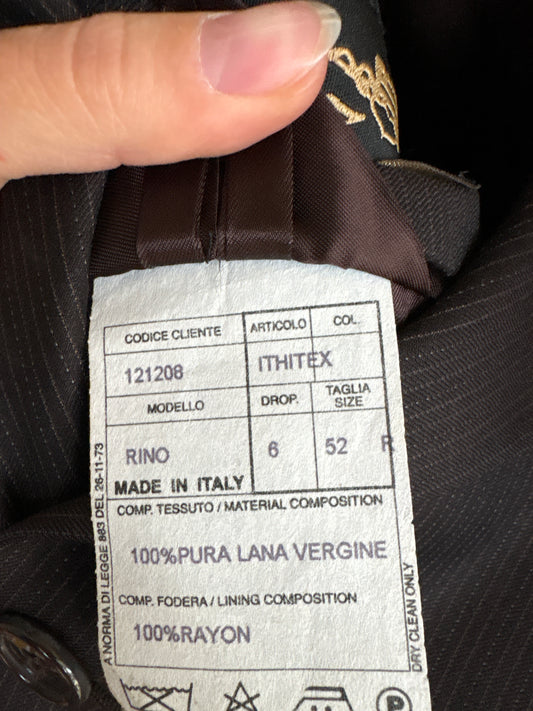 CODICE CLIENTE ARTICOLO COL.
121208 ITHITEX
MODELLO DROP. TAGLIA SIZE
RINO 6 52 R
MADE IN ITALY
COMP. TESSUTO / MATERIAL COMPOSITION
100%PURA LANA VERGINE
COMP. FODERA / LINING COMPOSITION
100%RAYON
A NORMA DI LEGGE 883 DEL 26-11-73
DRY CLEAN ONLY
P